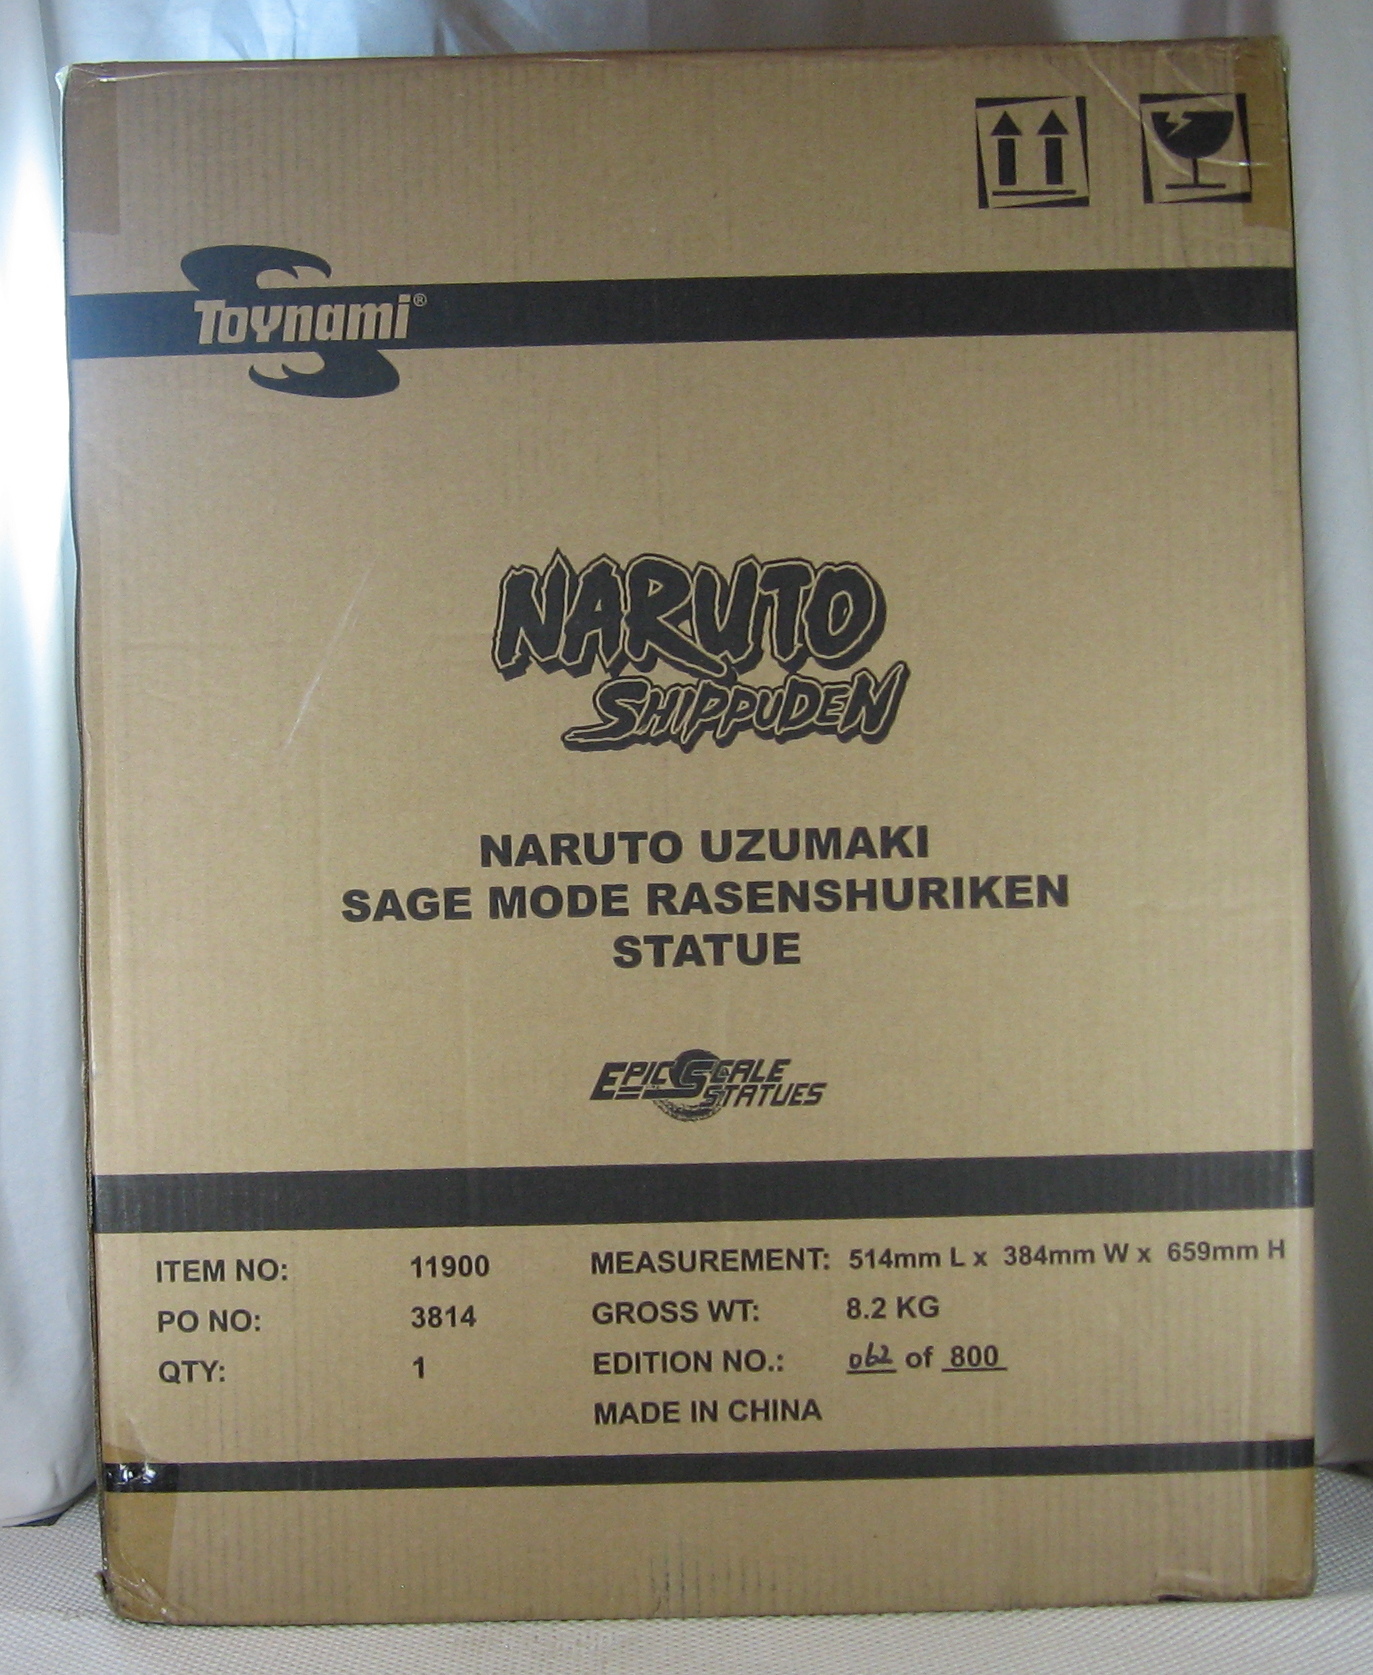 Toynami®
NARUTO
SHIPPUDEN
NARUTO UZUMAKI
SAGE MODE RASENSHURIKEN
STATUE
EPIC SCALE
STATUES
ITEM NO: 11900 MEASUREMENT: 514mm L x 384mm W x 659mm H
PO NO: 3814 GROSS WT: 8.2 KG
QTY: 1 EDITION NO.: 062 of 800
MADE IN CHINA